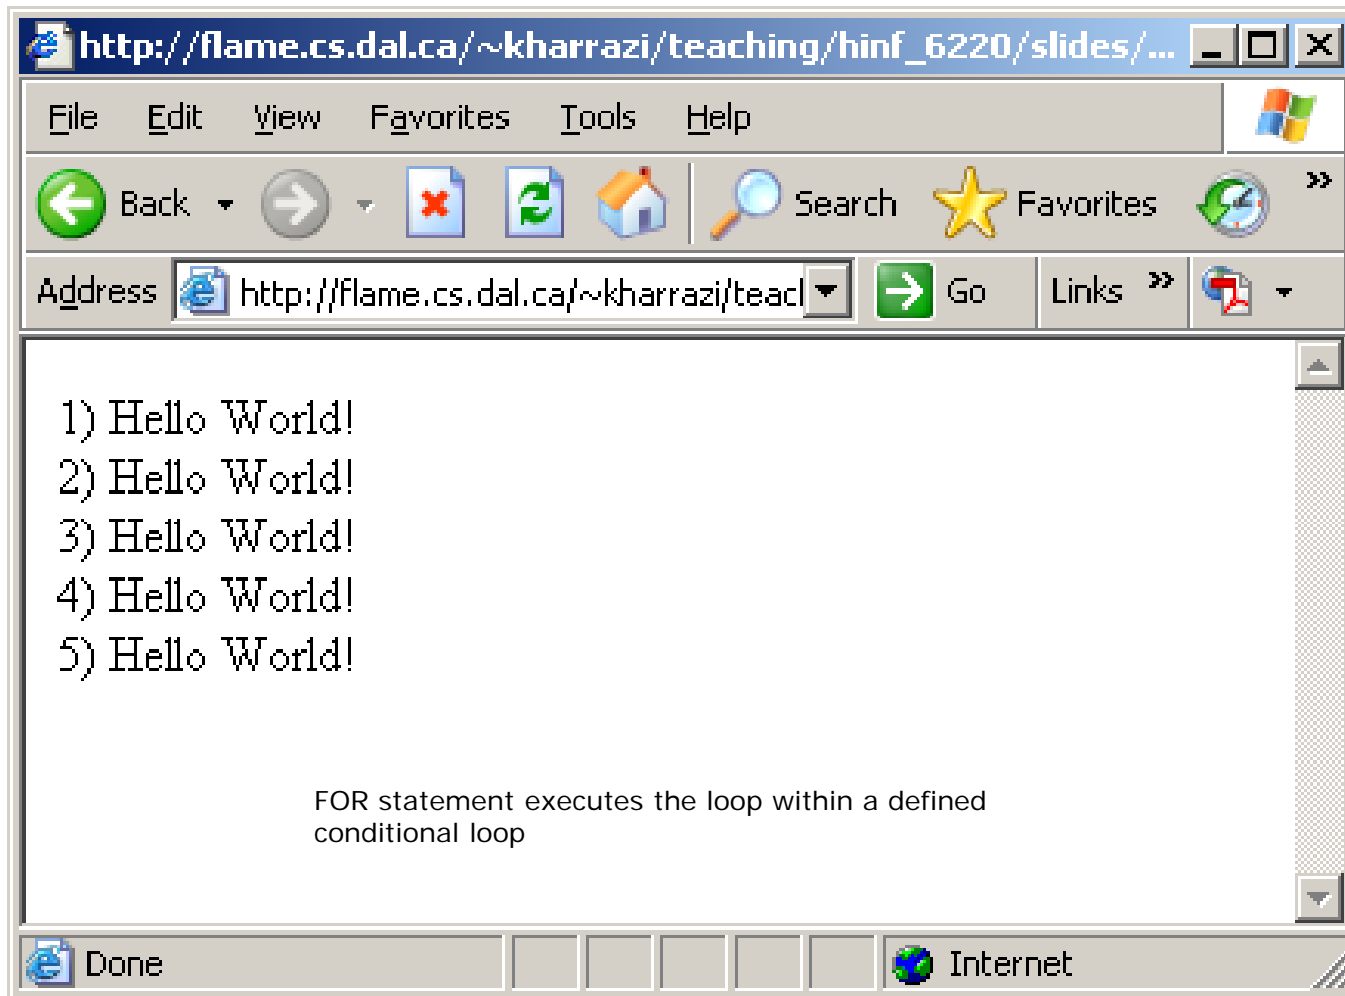 http://flame.cs.dal.ca/~kharrazi/teaching/hinf_6220/slides/...
File Edit View Favorites Tools Help
Back Search Favorites »
Address http://flame.cs.dal.ca/~kharrazi/teacl Go Links »
1) Hello World!
2) Hello World!
3) Hello World!
4) Hello World!
5) Hello World!
FOR statement executes the loop within a defined
conditional loop
Done Internet